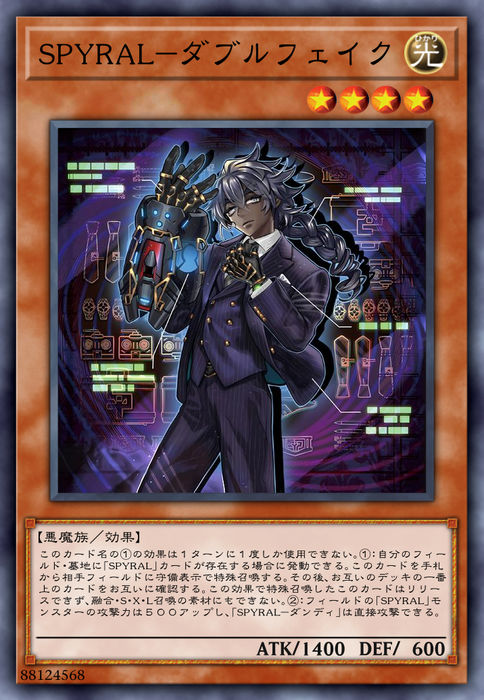 SPYRAL－ダブルフェイク
ひかり
光
【悪魔族／効果】
このカード名の①の効果は１ターンに１度しか使用できない。①：自分のフィー
ルド・墓地に「SPYRAL」カードが存在する場合に発動できる。このカードを手札
から相手フィールドに守備表示で特殊召喚する。その後、お互いのデッキの一番
上のカードをお互いに確認する。この効果で特殊召喚したこのカードはリリー
スできず、融合・S・X・L召喚の素材にもできない。②：フィールドの「SPYRAL」モ
ンスターの攻撃力は５００アップし、「SPYRAL－ダンディ」は直接攻撃できる。
ATK/1400 DEF/ 600
88124568